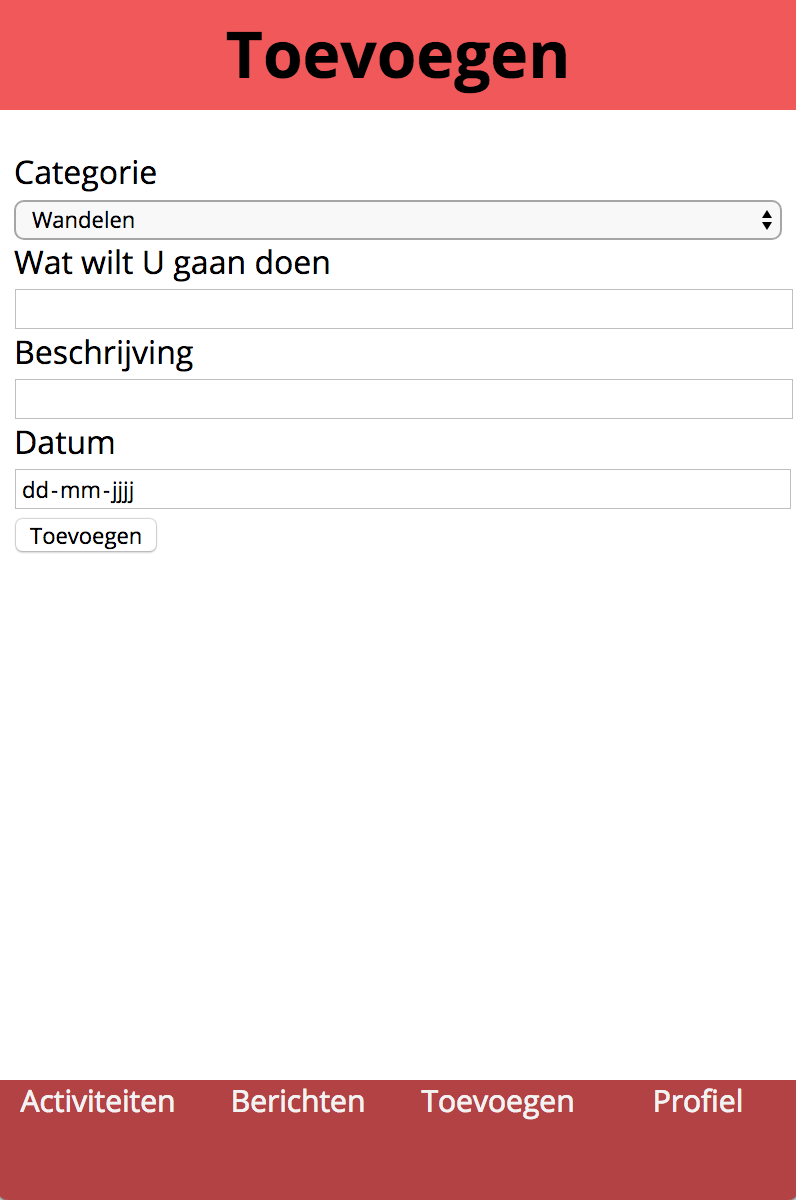 Toevoegen
Categorie
Wandelen
Wat wilt U gaan doen
Beschrijving
Datum
dd-mm-jjjj
Toevoegen
Activiteiten Berichten Toevoegen Profiel